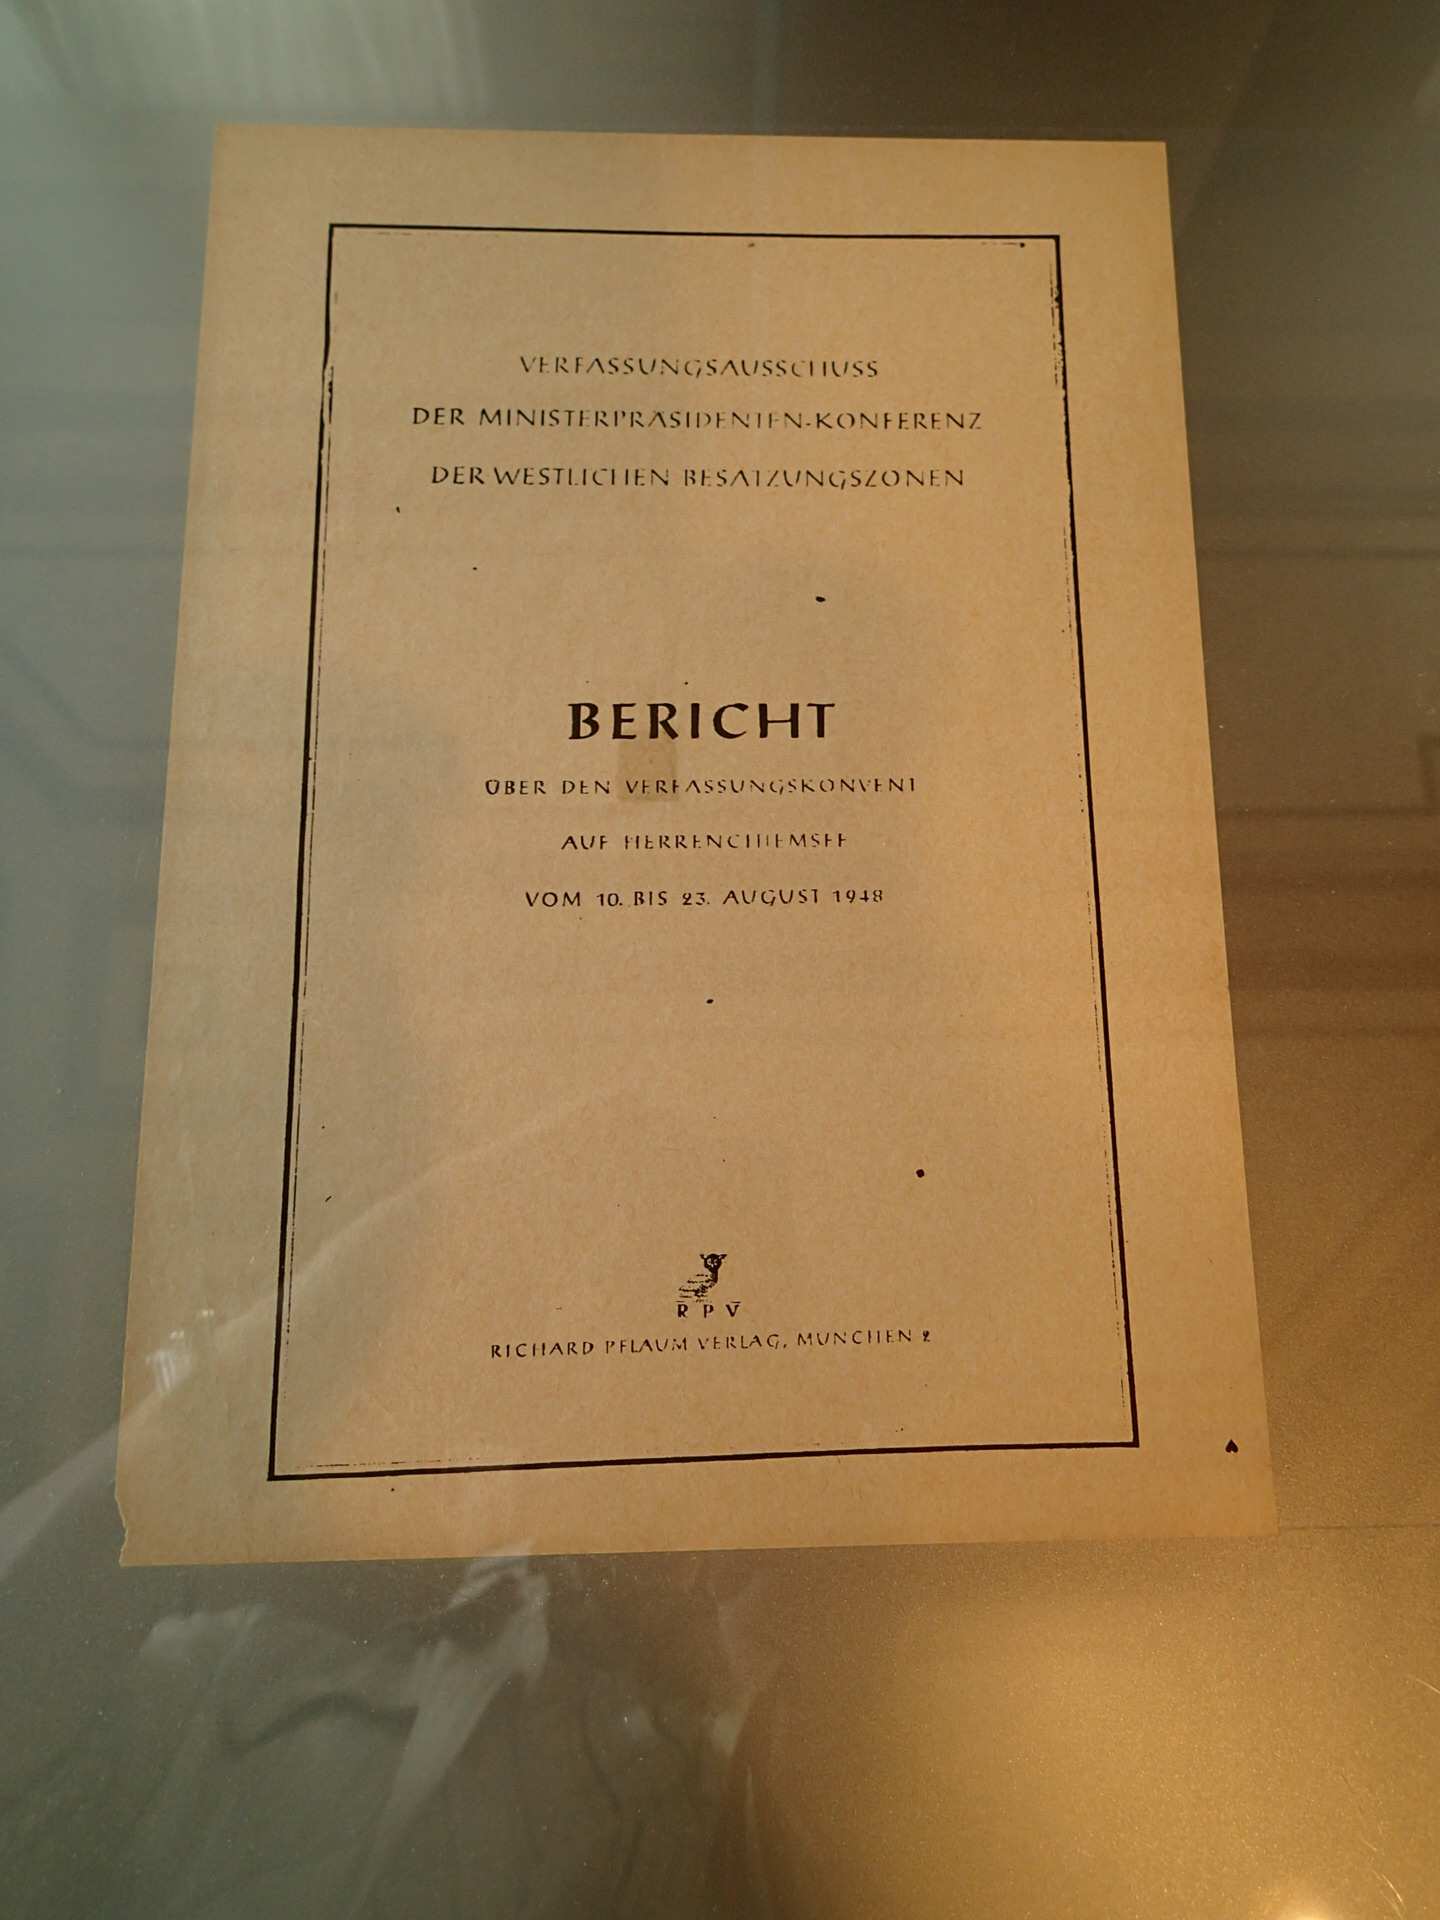 VERFASSUNGSAUSSCHUSS
DER MINISTERPRÄSIDENTEN-KONFERENZ
DER WESTLICHEN BESATZUNGSZONEN
BERICHT
ÜBER DEN VERFASSUNGSKONVENT
AUF HERRENCHIEMSEE
VOM 10. BIS 23. AUGUST 1948
R P V
RICHARD PFLAUM VERLAG, MÜNCHEN 2